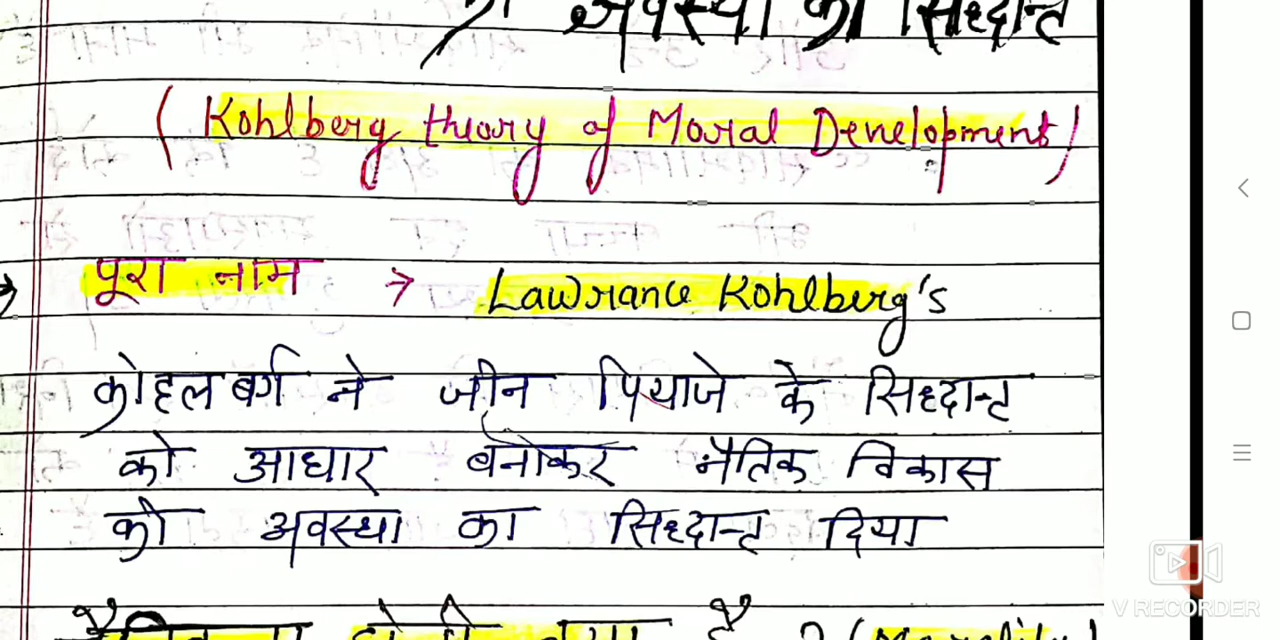 की अवस्था का सिद्धान्त
( Kohlberg theory of Moral Development )
पूरा नाम → Lawrance Kohlberg's
कोहलबर्ग ने जीन पियाजे के सिद्धान्त
को आधार बनाकर नैतिक विकास
की अवस्था का सिद्धान्त दिया
है ? (
V RECORDER